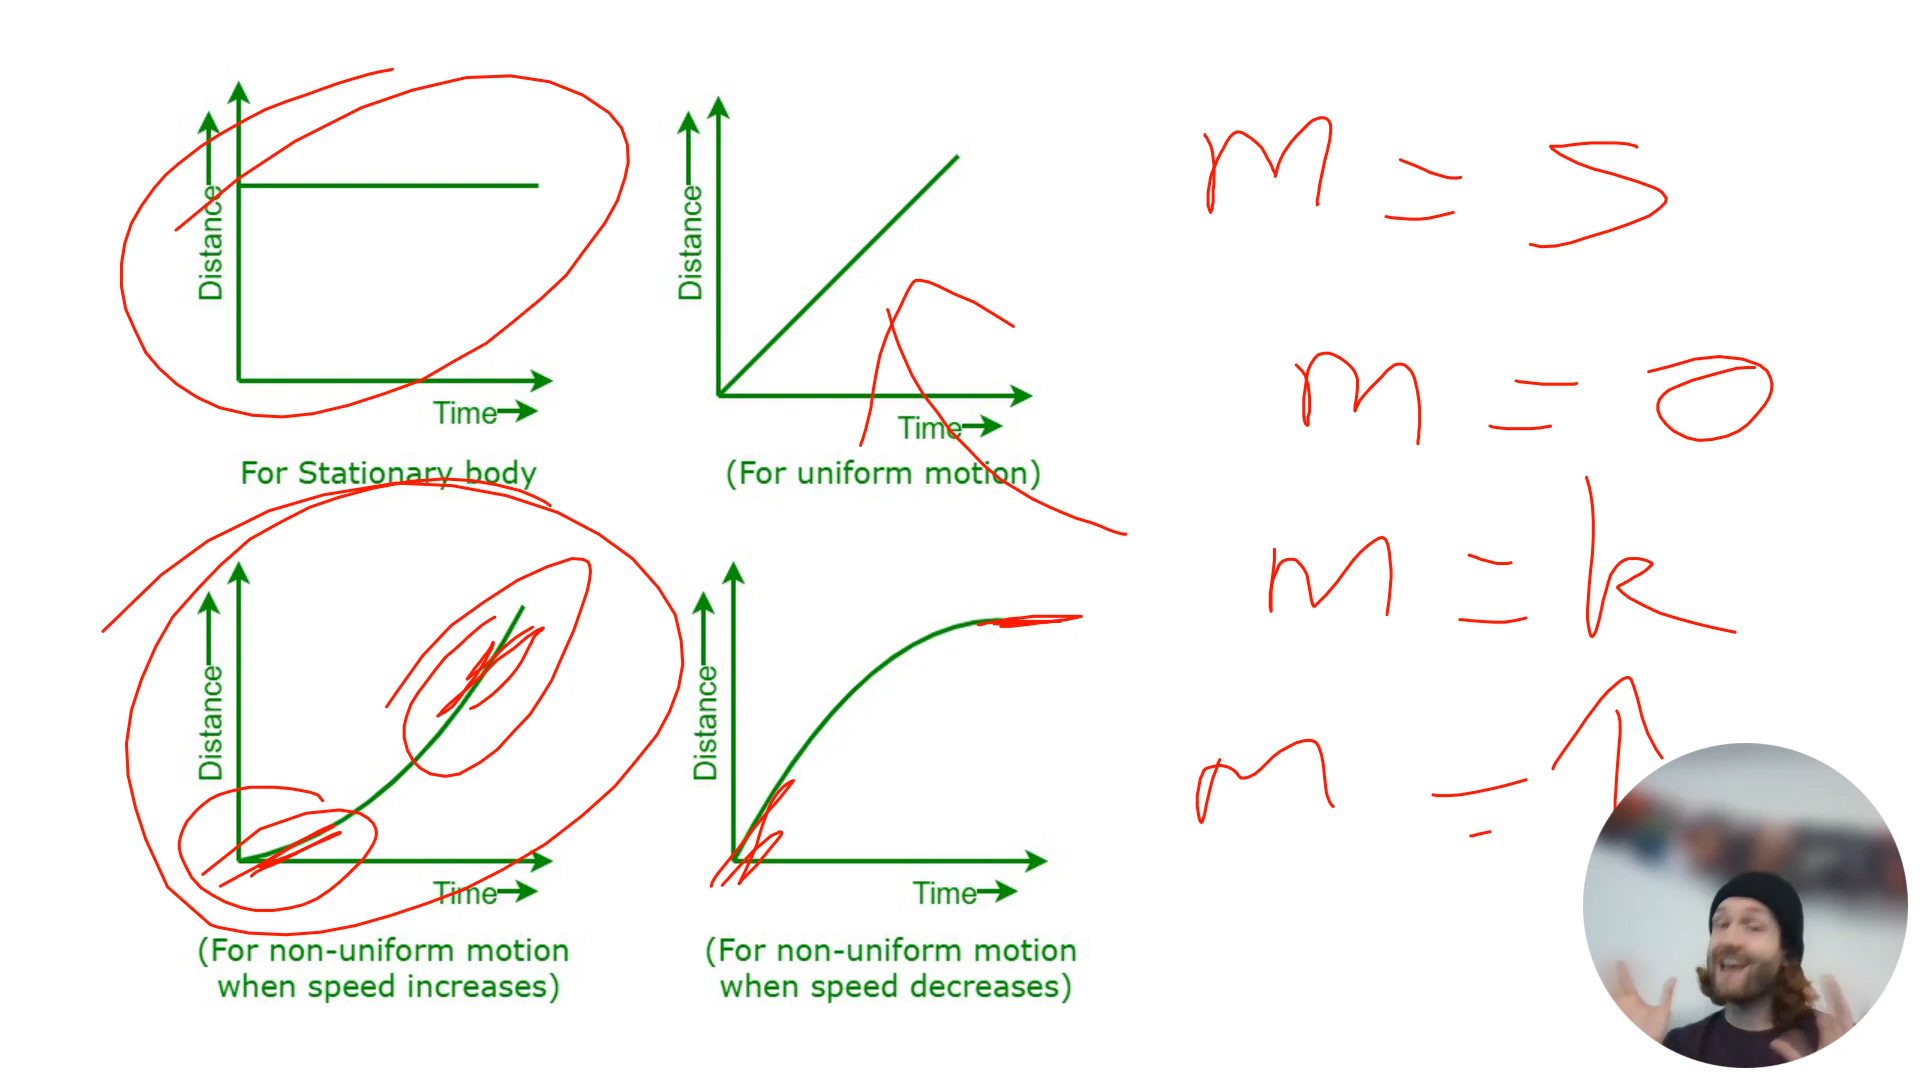 Distance
Time
For Stationary body
Distance
Time
(For uniform motion)
Distance
Time
(For non-uniform motion
when speed increases)
Distance
Time
(For non-uniform motion
when speed decreases)
m = S
m = 0
m = k
m = ↑